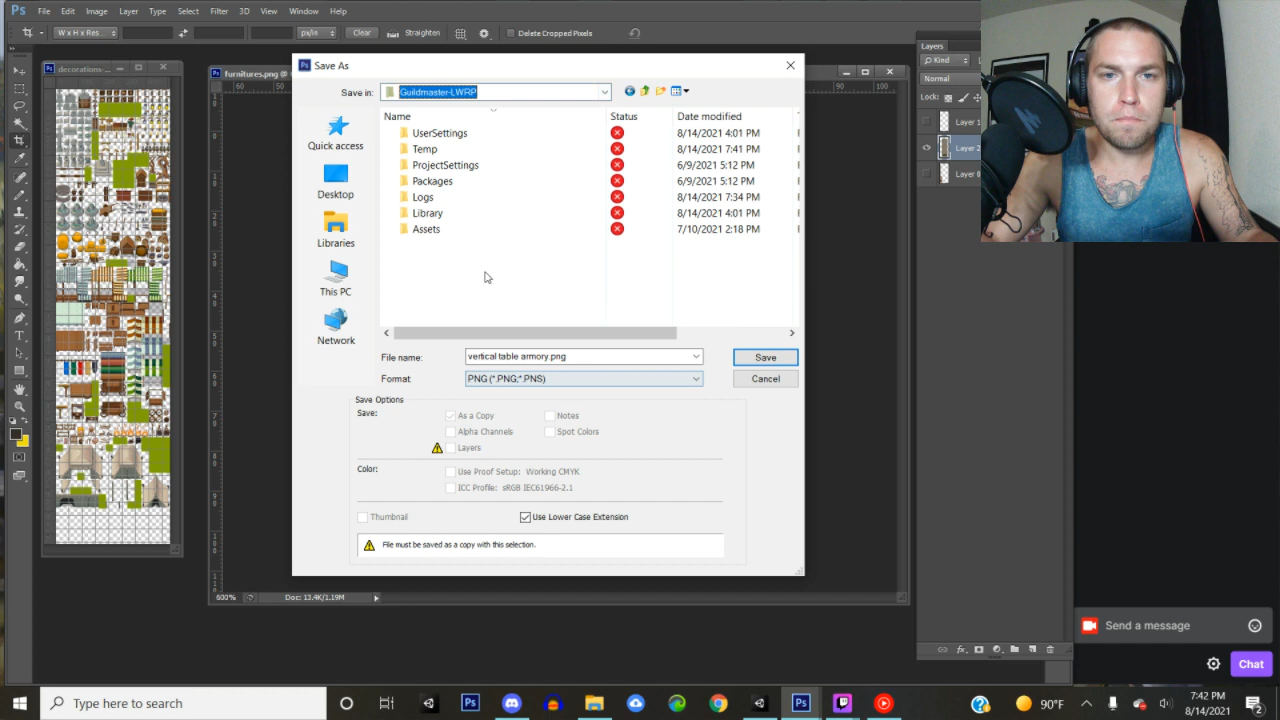 Ps File Edit Image Layer Type Select Filter 3D View Window Help
W x H x Res... px/in Clear Straighten Delete Cropped Pixels
decorations-...
furnitures.png @
Save As
Save in: Guildmaster-LWRP
Name Status Date modified
UserSettings 8/14/2021 4:01 PM
Temp 8/14/2021 7:41 PM
ProjectSettings 6/9/2021 5:12 PM
Packages 6/9/2021 5:12 PM
Logs 8/14/2021 7:34 PM
Library 8/14/2021 4:01 PM
Assets 7/10/2021 2:18 PM
Quick access
Desktop
Libraries
This PC
Network
File name: vertical table armory.png Save
Format: PNG (*.PNG;*.PNS) Cancel
Save Options
Save: As a Copy Notes
Alpha Channels Spot Colors
Layers
Color: Use Proof Setup: Working CMYK
ICC Profile: sRGB IEC61966-2.1
Thumbnail Use Lower Case Extension
File must be saved as a copy with this selection.
600% Doc: 13.4K/1.19M
Layers
Kind
Normal
Lock:
Layer 1
Layer 2
Send a message
Chat
Type here to search
90°F
7:42 PM
8/14/2021
2